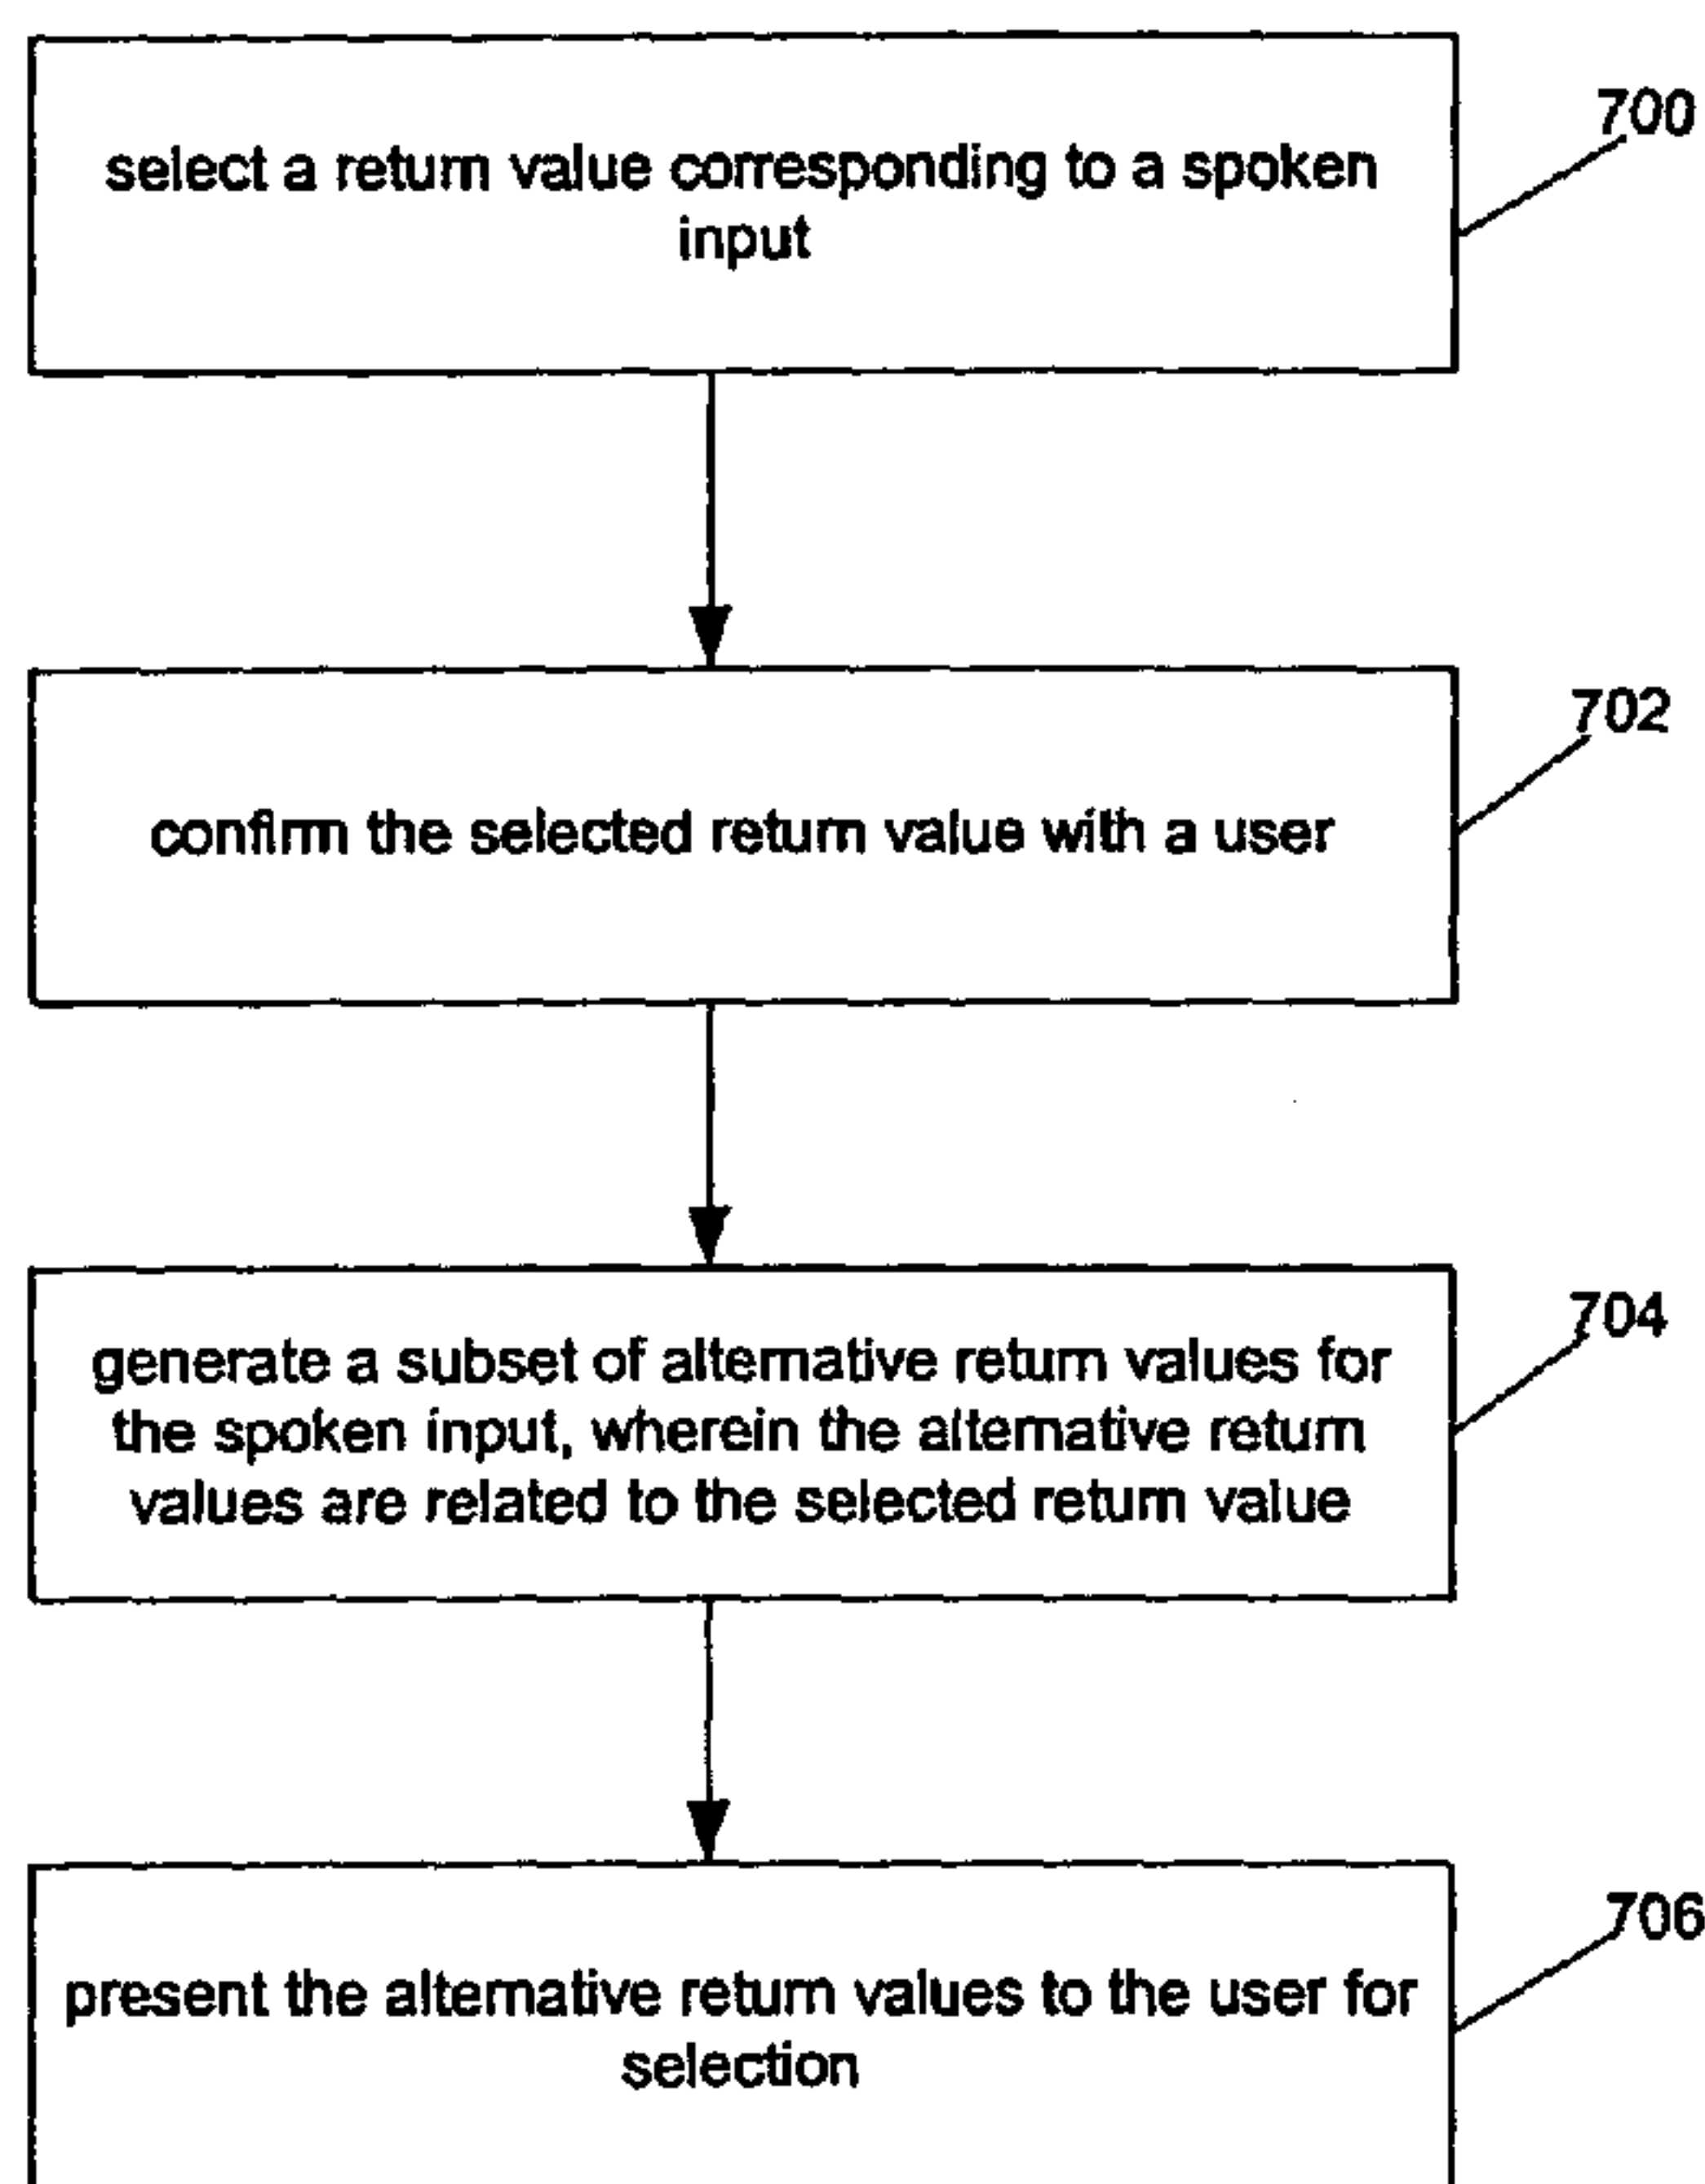 700
select a return value corresponding to a spoken
input
702
confirm the selected return value with a user
704
generate a subset of alternative return values for
the spoken input, wherein the alternative return
values are related to the selected return value
706
present the alternative return values to the user for
selection